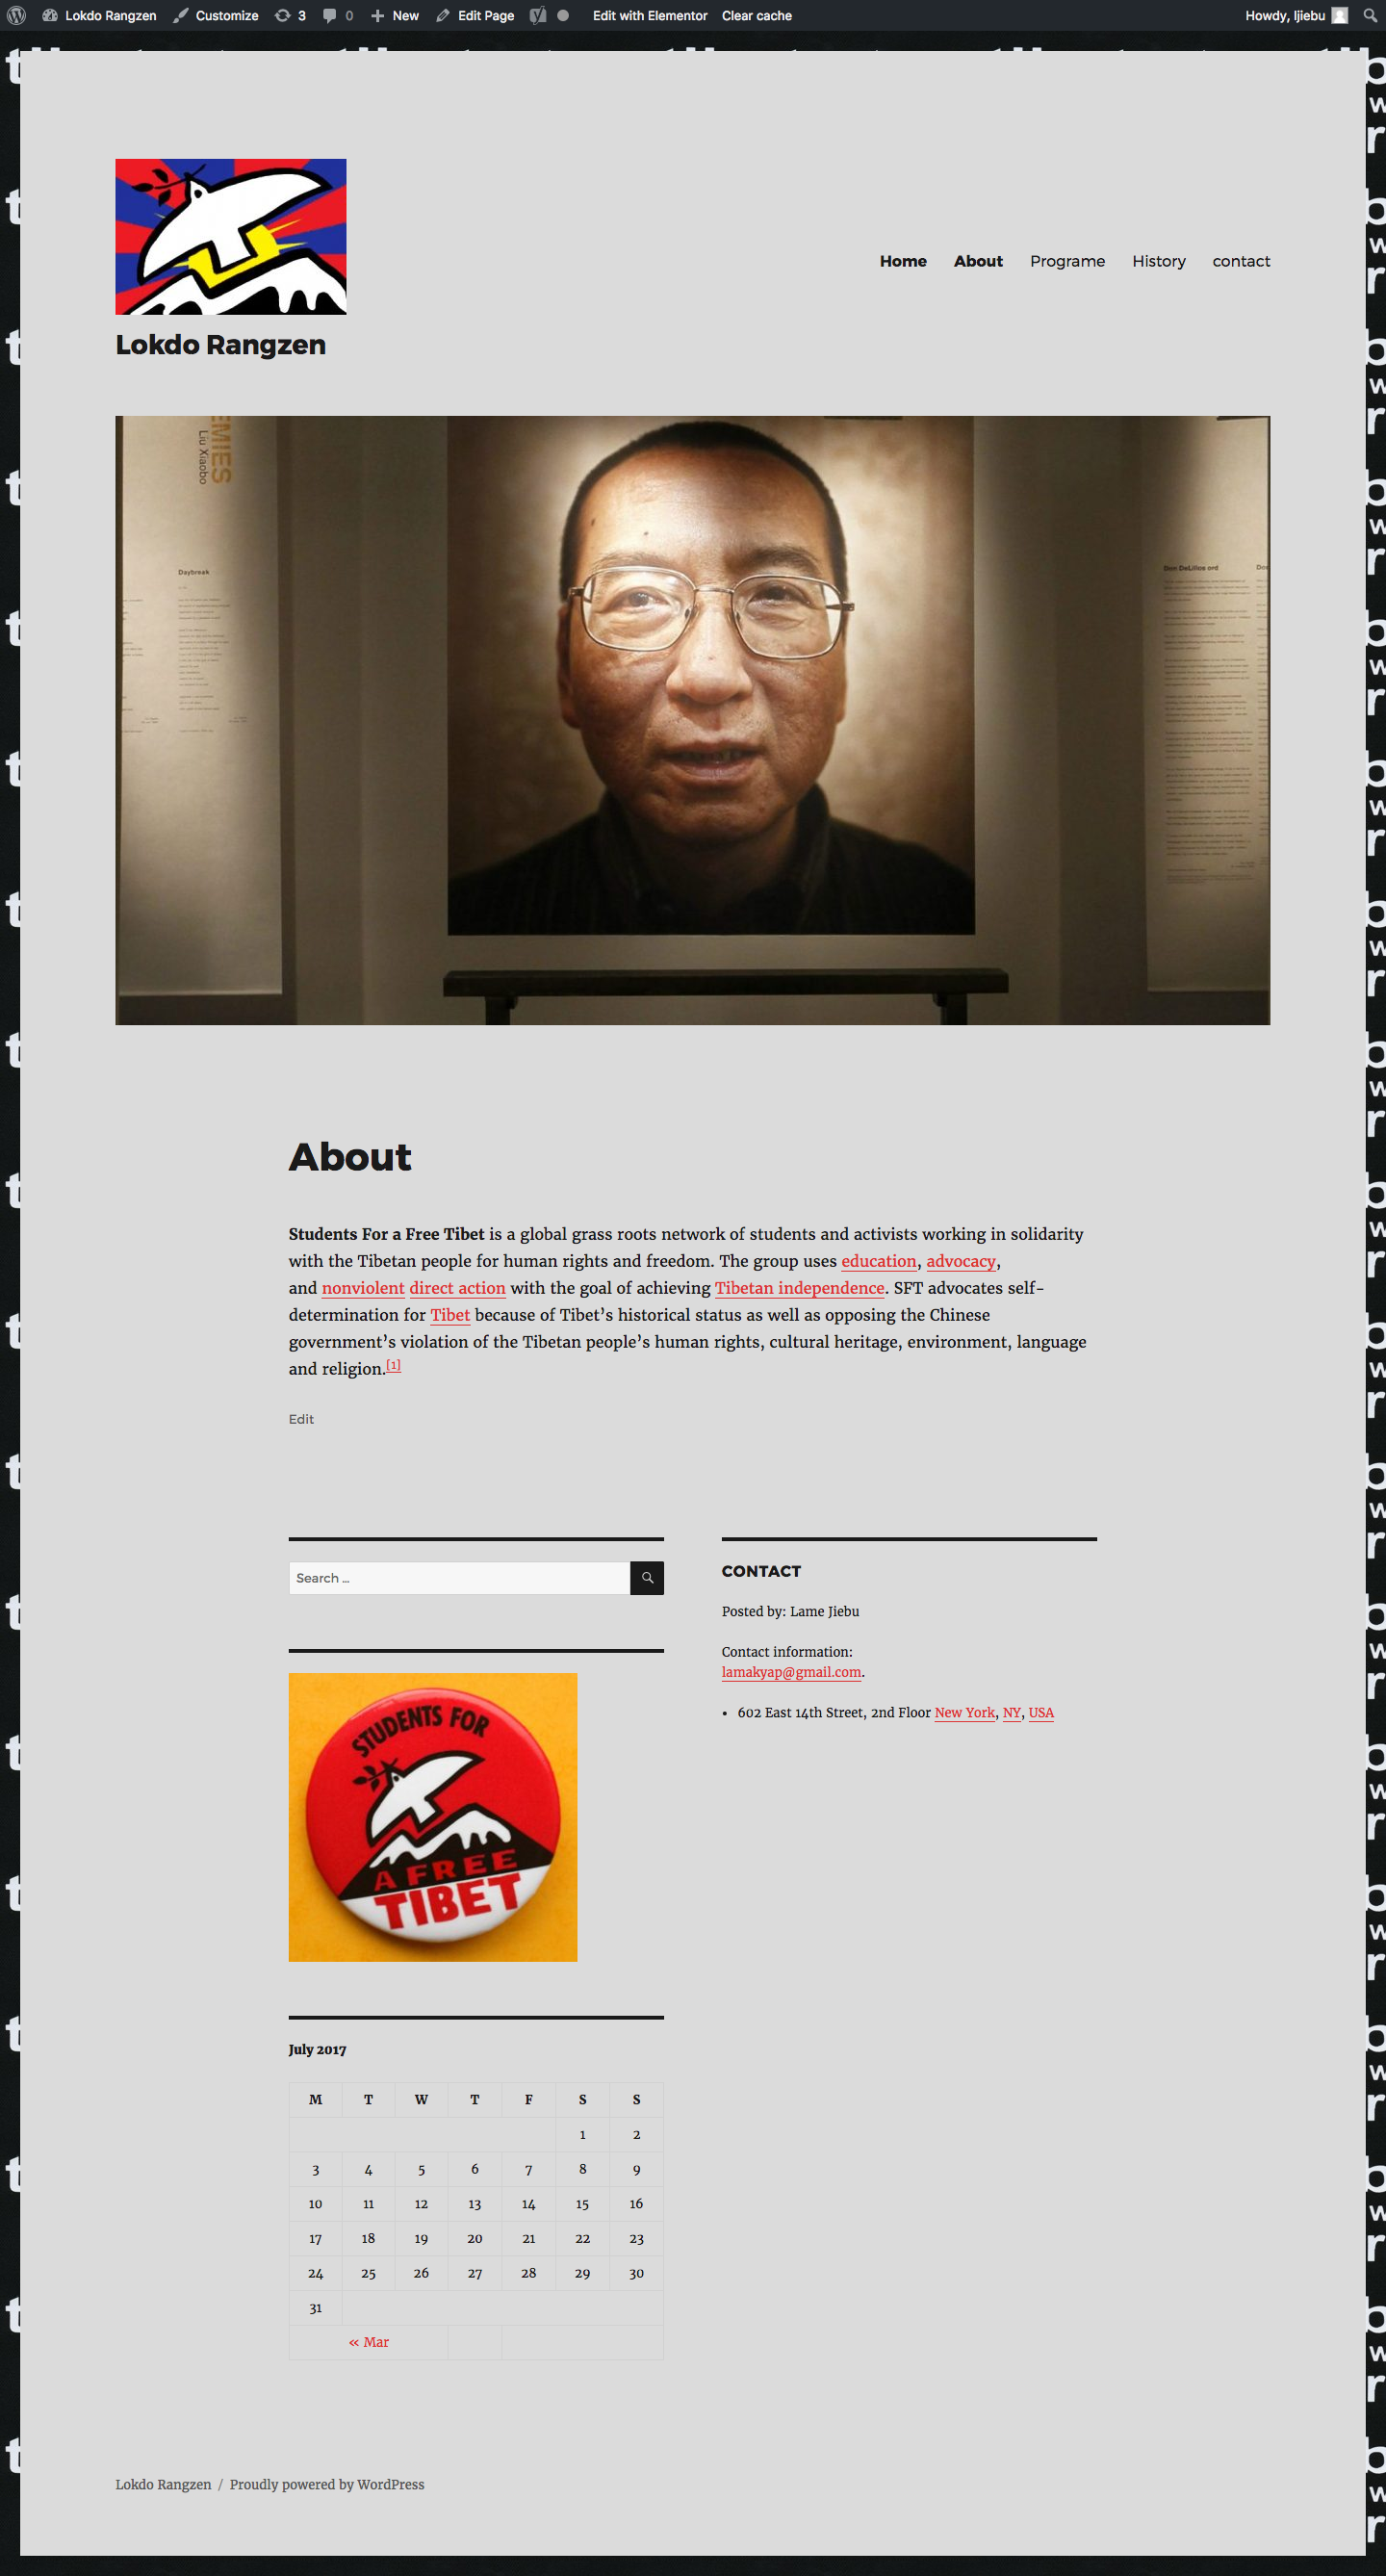 Lokdo Rangzen Customize 3 0 New Edit Page Edit with Elementor Clear cache Howdy, ljiebu
Home About Programe History contact
Lokdo Rangzen
EMIES
Liu Xiaobo
Daybreak
Don DeLillos ord
About
Students For a Free Tibet is a global grass roots network of students and activists working in solidarity
with the Tibetan people for human rights and freedom. The group uses education, advocacy,
and nonviolent direct action with the goal of achieving Tibetan independence. SFT advocates self-
determination for Tibet because of Tibet’s historical status as well as opposing the Chinese
government’s violation of the Tibetan people’s human rights, cultural heritage, environment, language
and religion.[1]
Edit
Search …
STUDENTS FOR
A FREE
TIBET
July 2017
M T W T F S S
1 2
3 4 5 6 7 8 9
10 11 12 13 14 15 16
17 18 19 20 21 22 23
24 25 26 27 28 29 30
31
« Mar
CONTACT
Posted by: Lame Jiebu
Contact information:
lamakyap@gmail.com.
602 East 14th Street, 2nd Floor New York, NY, USA
Lokdo Rangzen / Proudly powered by WordPress